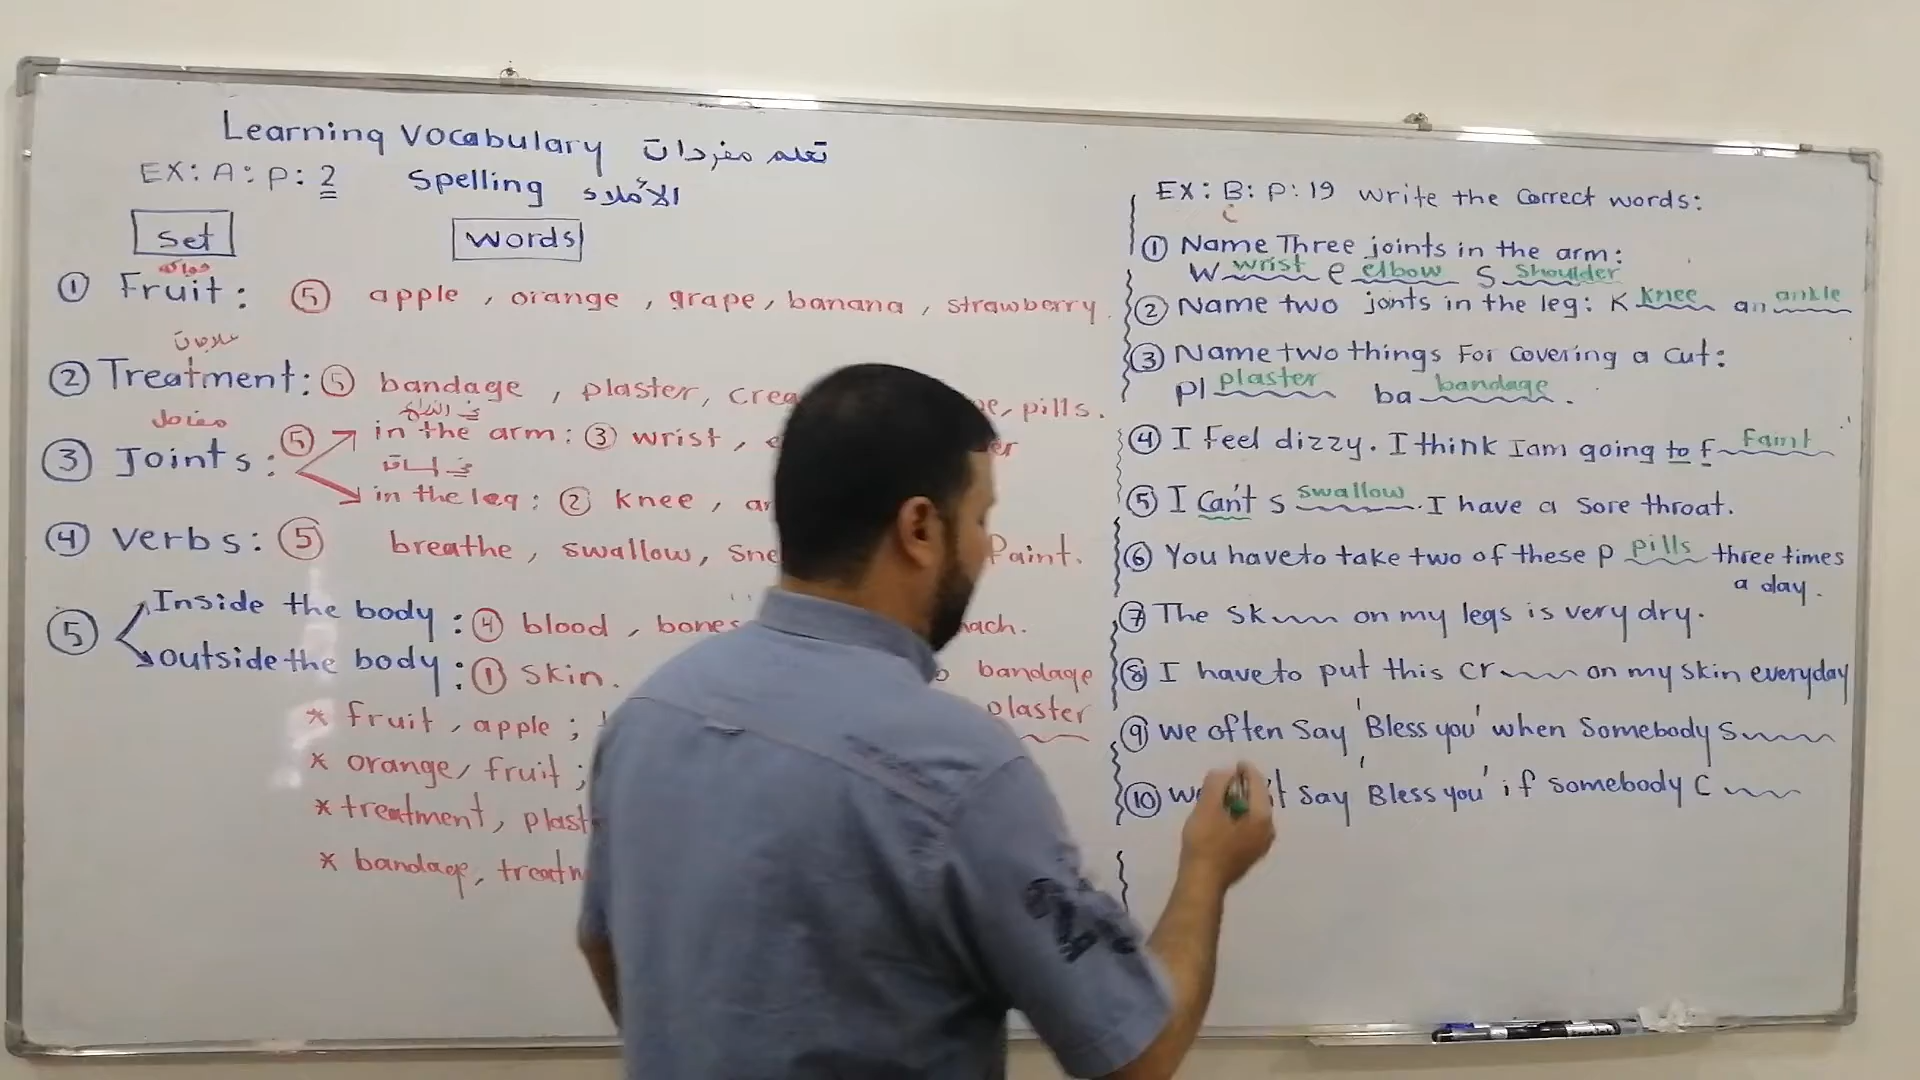 Learning Vocabulary تعلم مفردات
EX: A: P: 2 Spelling الأملاء
Set
Words
فواكه
① Fruit: ⑤ apple, orange, grape, banana, strawberry.
علاجات
② Treatment: ⑤ bandage, plaster, pills.
مفاصل
③ Joints: ⑤ in the arm: ③ wrist,
in the leg: ② knee,
④ Verbs: ⑤ breathe, swallow, faint.
⑤ Inside the body: ④ blood, bones
outside the body: ① skin.
bandage
plaster
* fruit, apple;
* orange, fruit;
* treatment,
* bandage,
EX: B: P: 19 write the correct words:
① Name Three joints in the arm:
W wrist e elbow S shoulder
② Name two joints in the leg: K knee an ankle
③ Name two things For covering a cut:
pl plaster ba bandage.
④ I feel dizzy. I think I am going to f faint
⑤ I Can't s swallow. I have a sore throat.
⑥ You have to take two of these p pills three times
a day.
⑦ The sk on my legs is very dry.
⑧ I have to put this cr on my skin everyday
⑨ we often say 'Bless you' when Somebody s
⑩ say 'Bless you' if somebody c